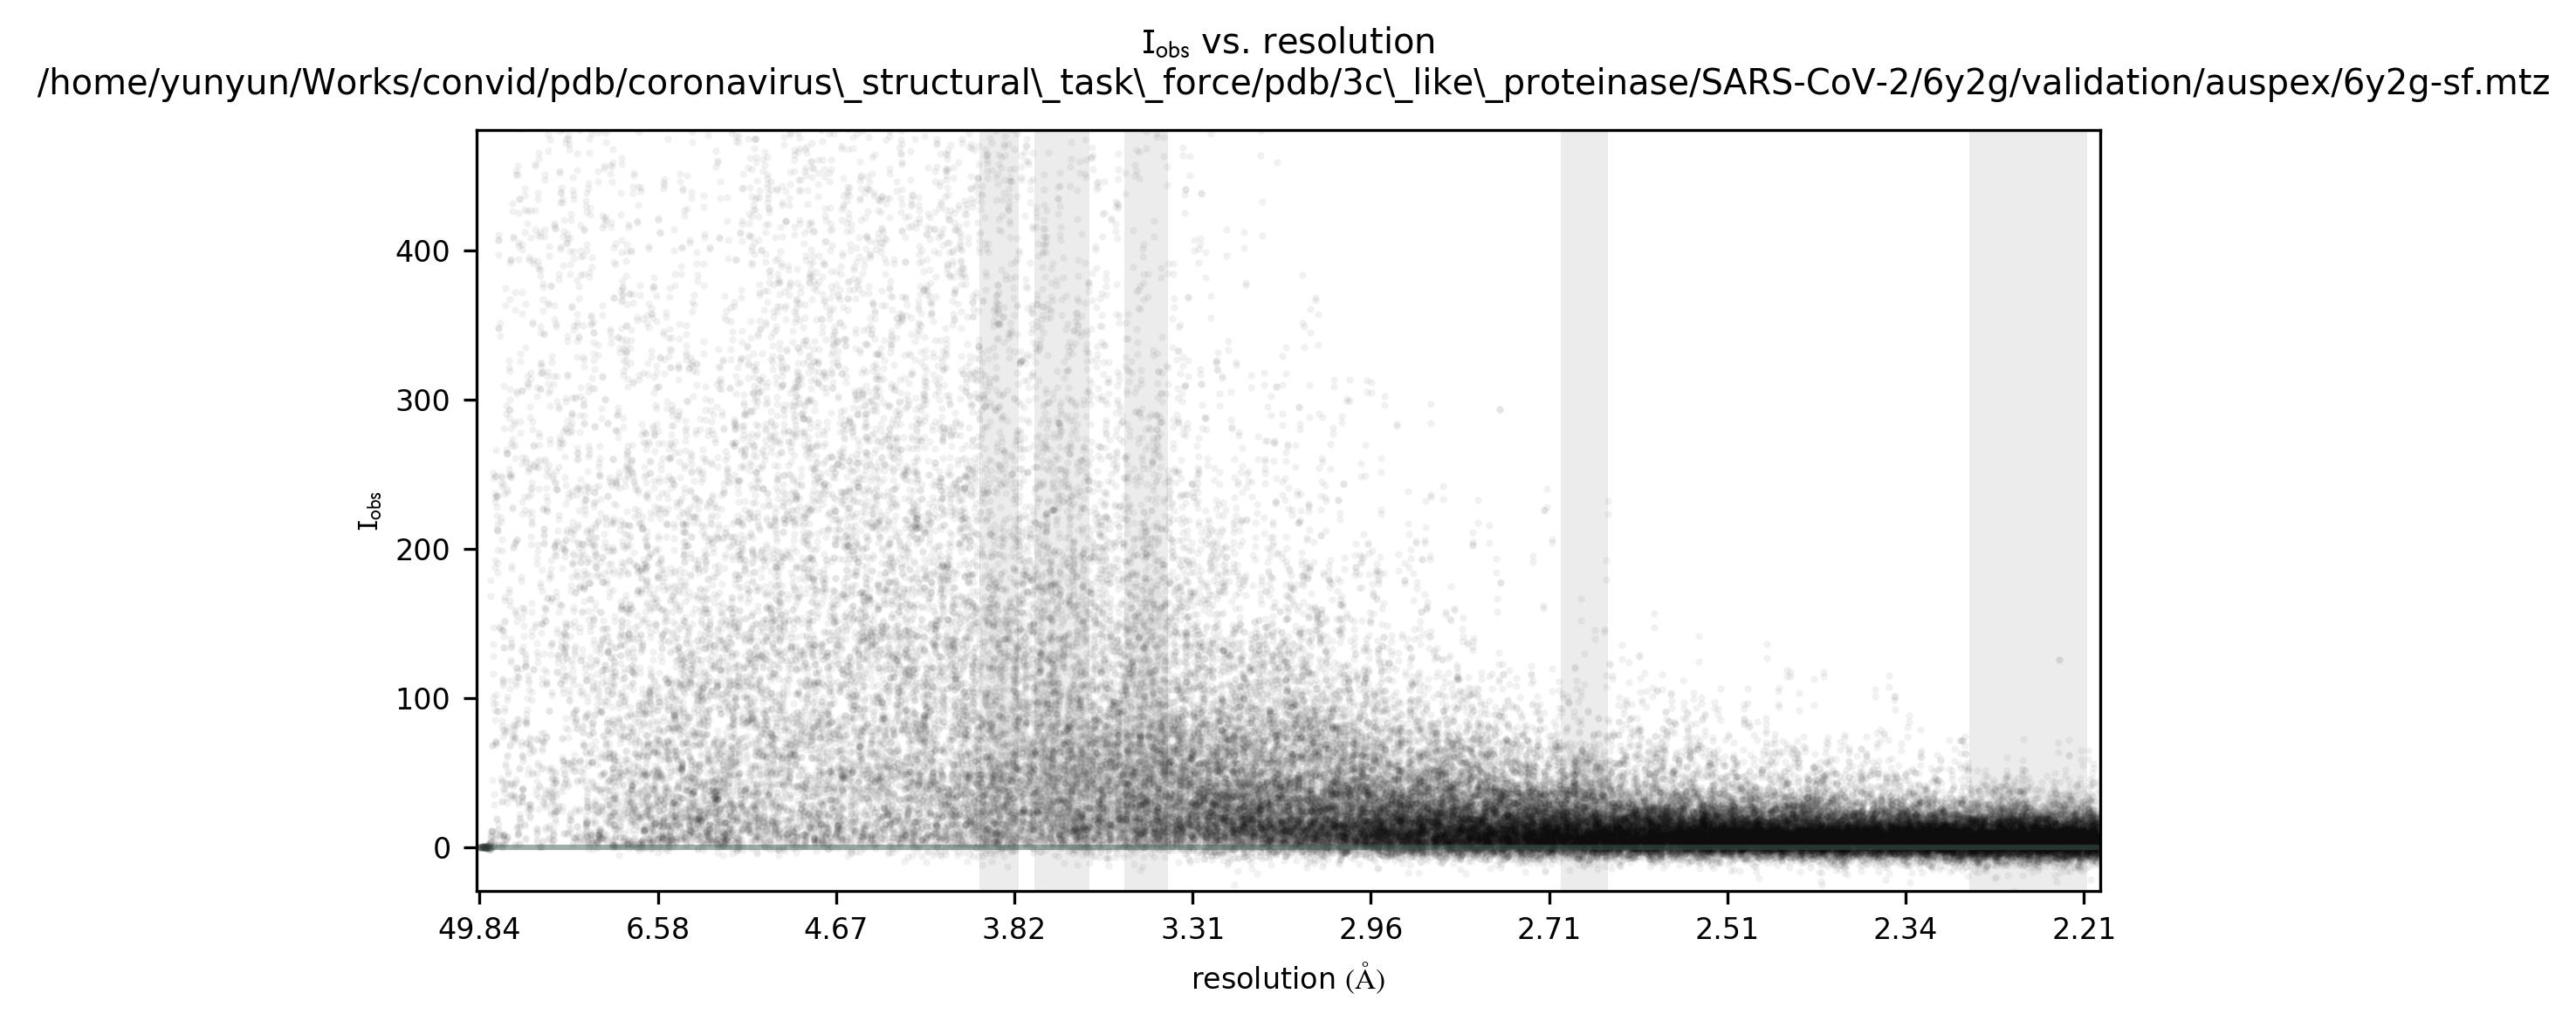 I_obs vs. resolution
/home/yunyun/Works/convid/pdb/coronavirus\_structural\_task\_force/pdb/3c\_like\_proteinase/SARS-CoV-2/6y2g/validation/auspex/6y2g-sf.mtz
400
300
200
100
0
I_obs
49.84 6.58 4.67 3.82 3.31 2.96 2.71 2.51 2.34 2.21
resolution (Å)